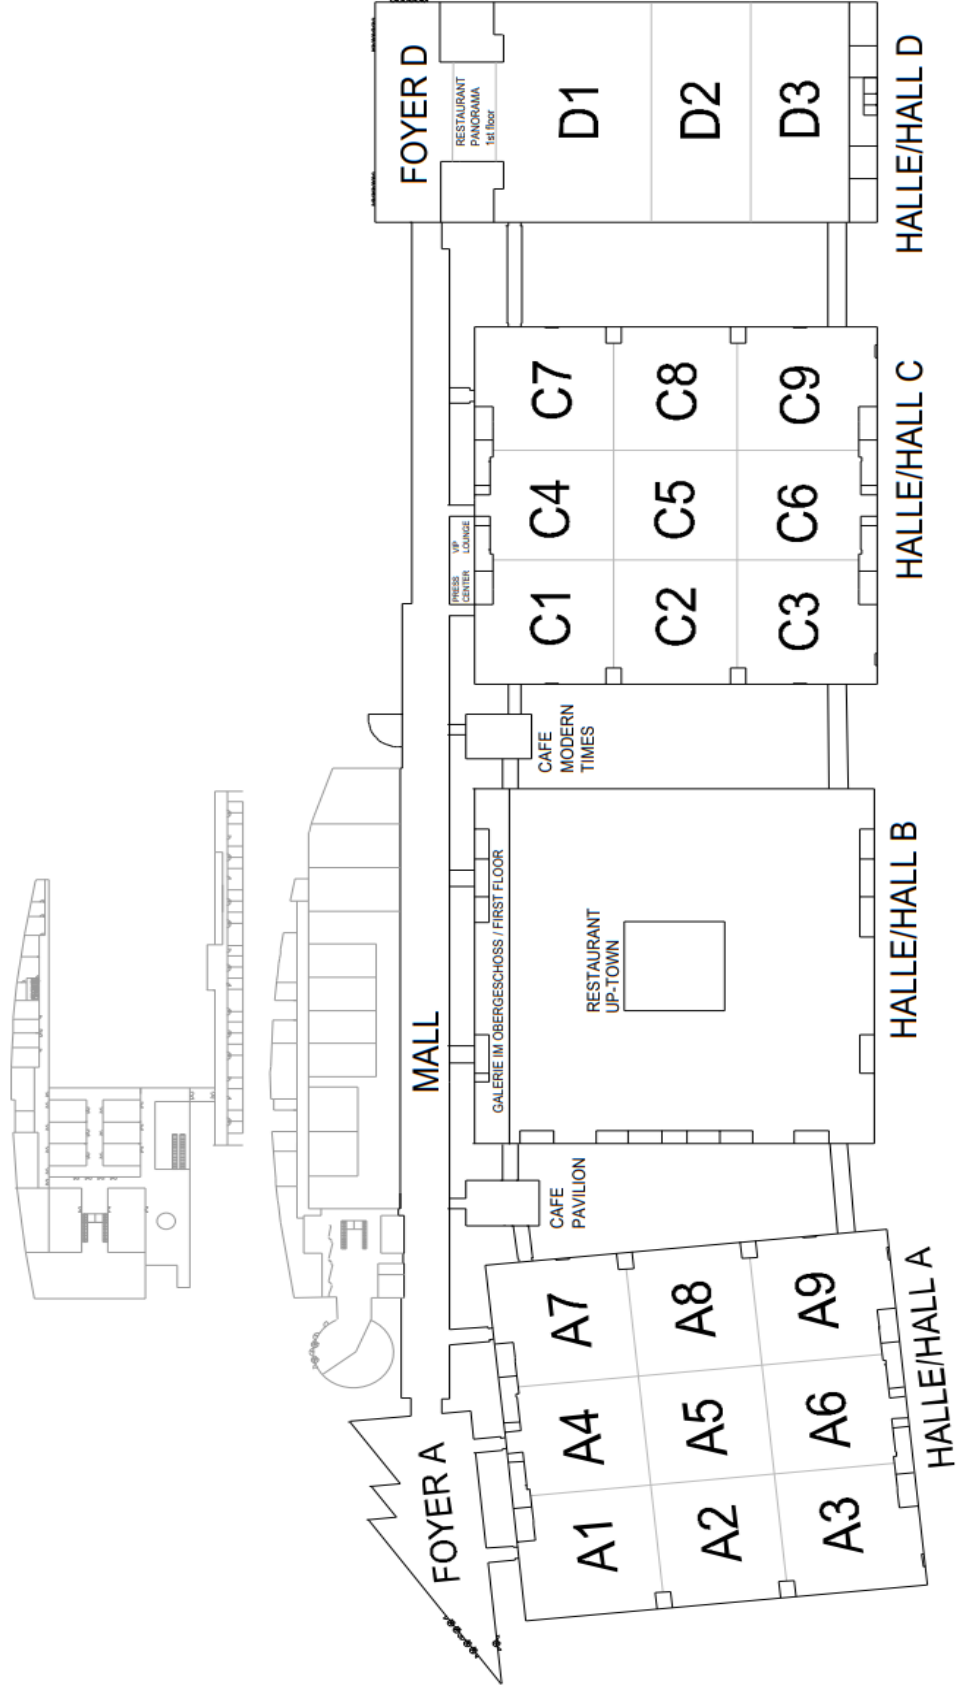 FOYER D
RESTAURANT
PANORAMA
1st floor
D1
D2
D3
HALLE/HALL D
C7
C8
C9
C4
C5
C6
C1
C2
C3
HALLE/HALL C
VIP
LOUNGE
PRESS
CENTER
CAFE
MODERN
TIMES
MALL
GALERIE IM OBERGESCHOSS / FIRST FLOOR
RESTAURANT
UP-TOWN
HALLE/HALL B
CAFE
PAVILION
A7
A8
A9
A4
A5
A6
A1
A2
A3
HALLE/HALL A
FOYER A